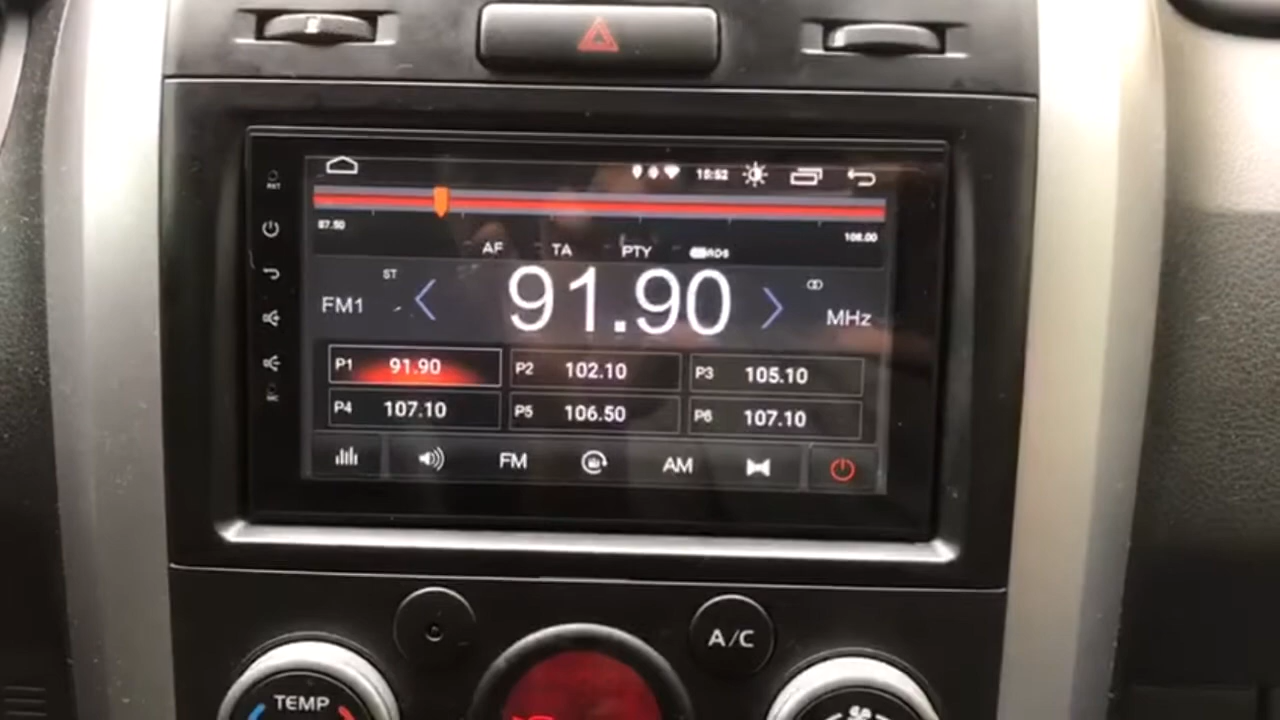 15:52
87.50
108.00
AF TA PTY RDS
ST
FM1 91.90 MHz
P1 91.90 P2 102.10 P3 105.10
P4 107.10 P5 106.50 P6 107.10
FM AM
A/C
TEMP